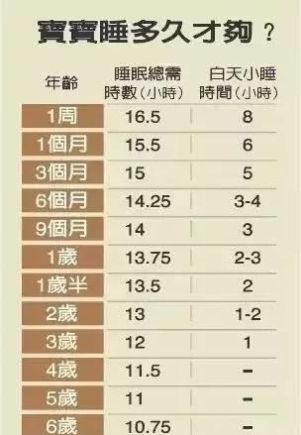 寶寶睡多久才夠？
年齡 睡眠總需時數(小時) 白天小睡時間(小時)
1周 16.5 8
1個月 15.5 6
3個月 15 5
6個月 14.25 3-4
9個月 14 3
1歲 13.75 2-3
1歲半 13.5 2
2歲 13 1-2
3歲 12 1
4歲 11.5 -
5歲 11 -
6歲 10.75 -